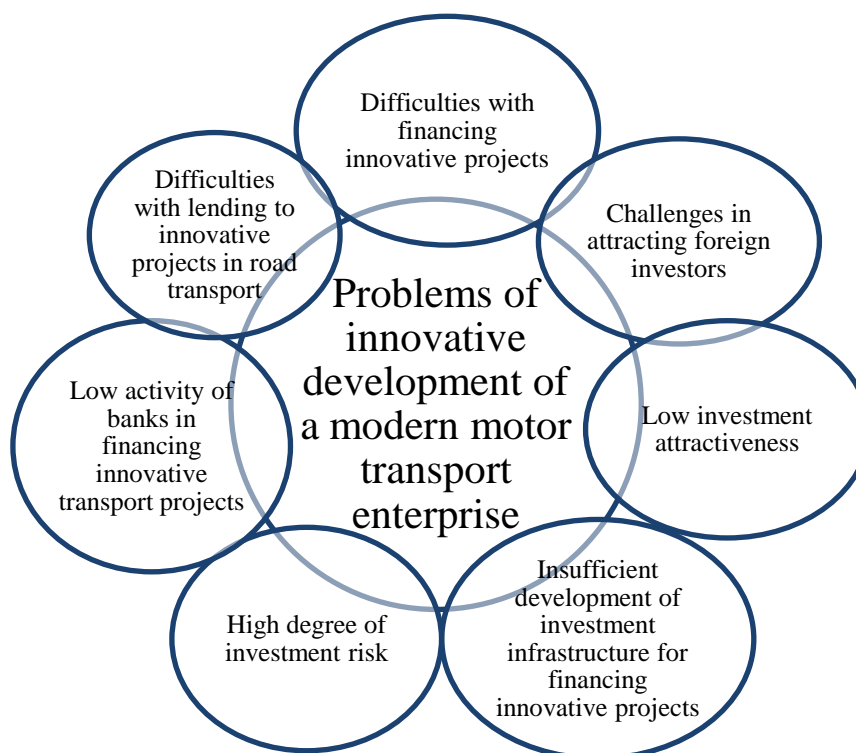 Difficulties with
financing
innovative projects
Challenges in
attracting foreign
investors
Low investment
attractiveness
Insufficient
development of
investment
infrastructure for
financing
innovative projects
High degree of
investment risk
Low activity of
banks in
financing
innovative
transport projects
Difficulties
with lending to
innovative
projects in road
transport
Problems of
innovative
development of
a modern motor
transport
enterprise